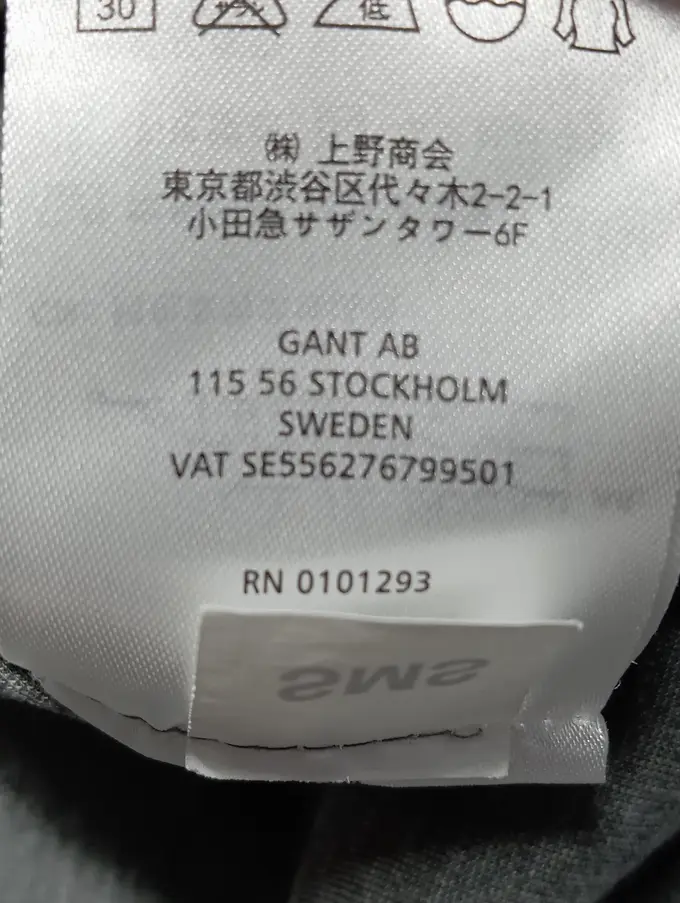 30
低
㈱ 上野商会
東京都渋谷区代々木2-2-1
小田急サザンタワー6F
GANT AB
115 56 STOCKHOLM
SWEDEN
VAT SE556276799501
RN 0101293
SMS